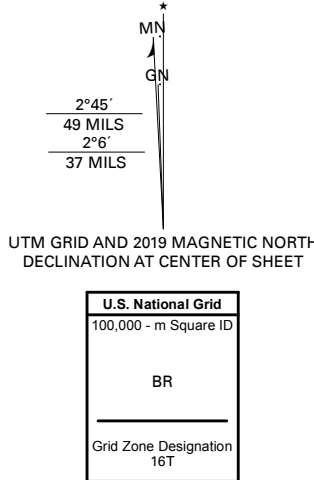 MN
GN
2°45´
49 MILS
2°6´
37 MILS
UTM GRID AND 2019 MAGNETIC NORTH
DECLINATION AT CENTER OF SHEET
U.S. National Grid
100,000 - m Square ID
BR
Grid Zone Designation
16T